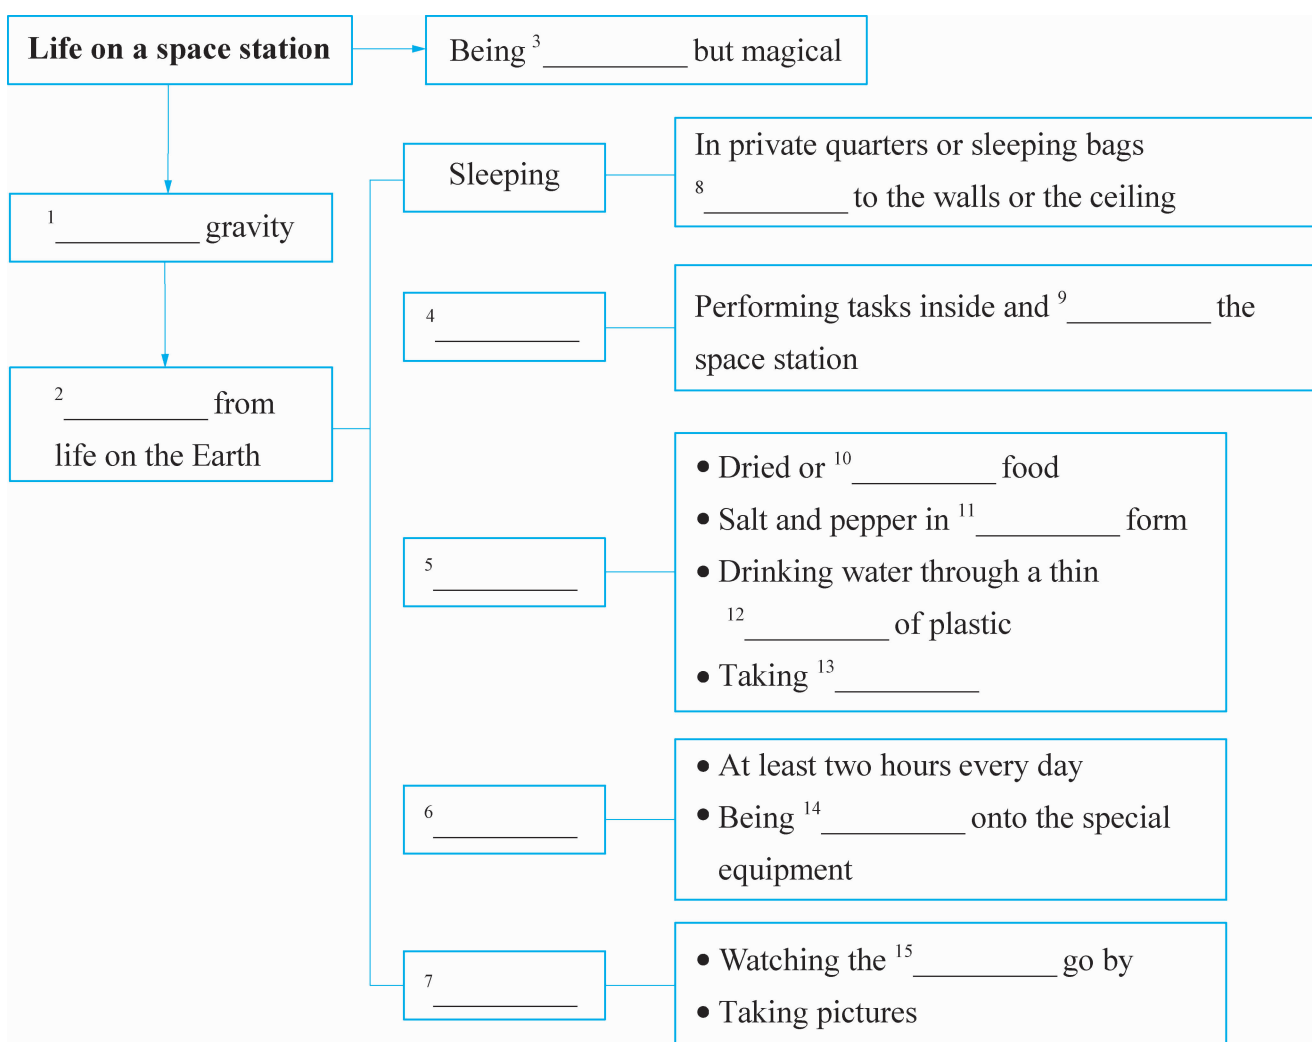 Life on a space station
Being 3__________ but magical
1__________ gravity
2__________ from
life on the Earth
Sleeping
In private quarters or sleeping bags
8__________ to the walls or the ceiling
4__________
Performing tasks inside and 9__________ the
space station
5__________
• Dried or 10__________ food
• Salt and pepper in 11__________ form
• Drinking water through a thin
12__________ of plastic
• Taking 13__________
6__________
• At least two hours every day
• Being 14__________ onto the special
equipment
7__________
• Watching the 15__________ go by
• Taking pictures